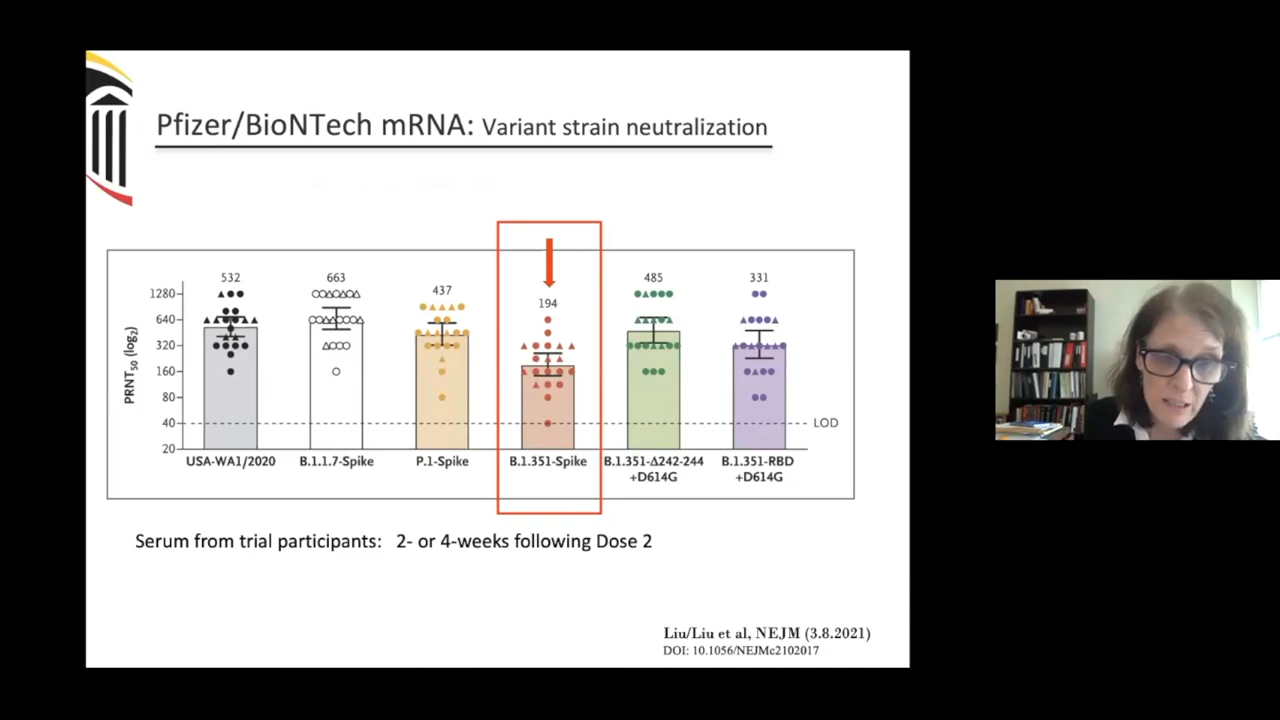 Pfizer/BioNTech mRNA: Variant strain neutralization
532
663
437
194
485
331
PRNT50 (log2)
1280
640
320
160
80
40
20
LOD
USA-WA1/2020
B.1.1.7-Spike
P.1-Spike
B.1.351-Spike
B.1.351-Δ242-244
+D614G
B.1.351-RBD
+D614G
Serum from trial participants: 2- or 4-weeks following Dose 2
Liu/Liu et al, NEJM (3.8.2021)
DOI: 10.1056/NEJMc2102017